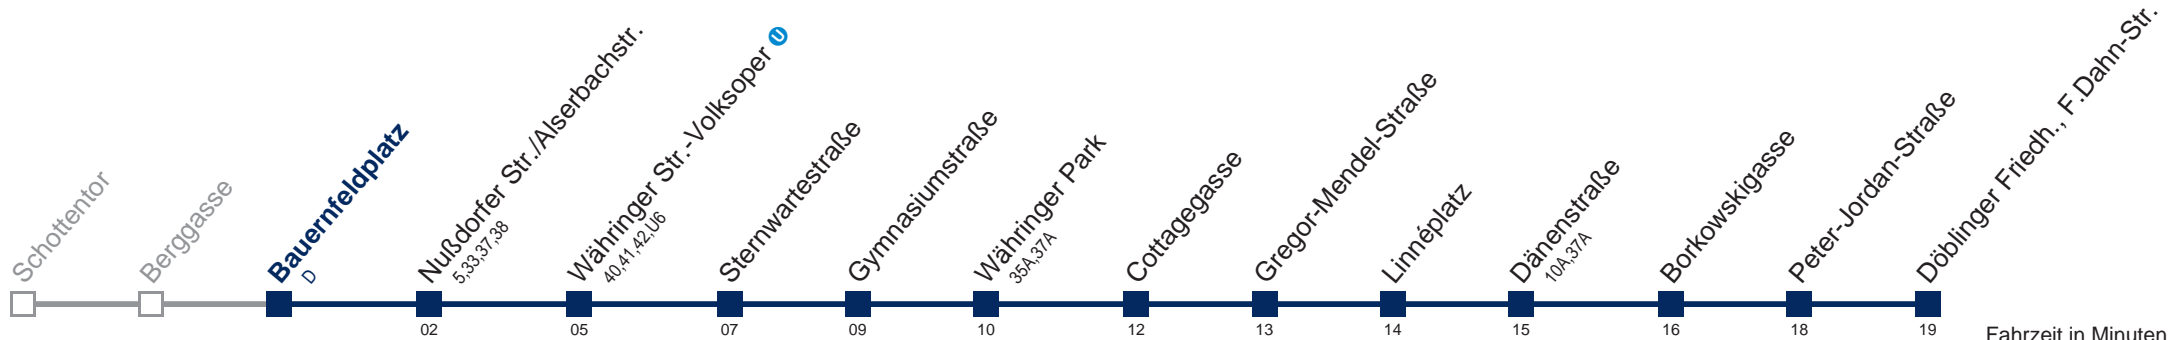 Schottentor
Berggasse
Bauernfeldplatz
D
Nußdorfer Str./Alserbachstr.
5,33,37,38
Währinger Str.-Volksoper U
40,41,42,U6
Sternwartestraße
Gymnasiumstraße
Währinger Park
35A,37A
Cottagegasse
Gregor-Mendel-Straße
Linnéplatz
Dänenstraße
10A,37A
Borkowskigasse
Peter-Jordan-Straße
Döblinger Friedh., F.Dahn-Str.
02 05 07 09 10 12 13 14 15 16 18 19 Fahrzeit in Minuten